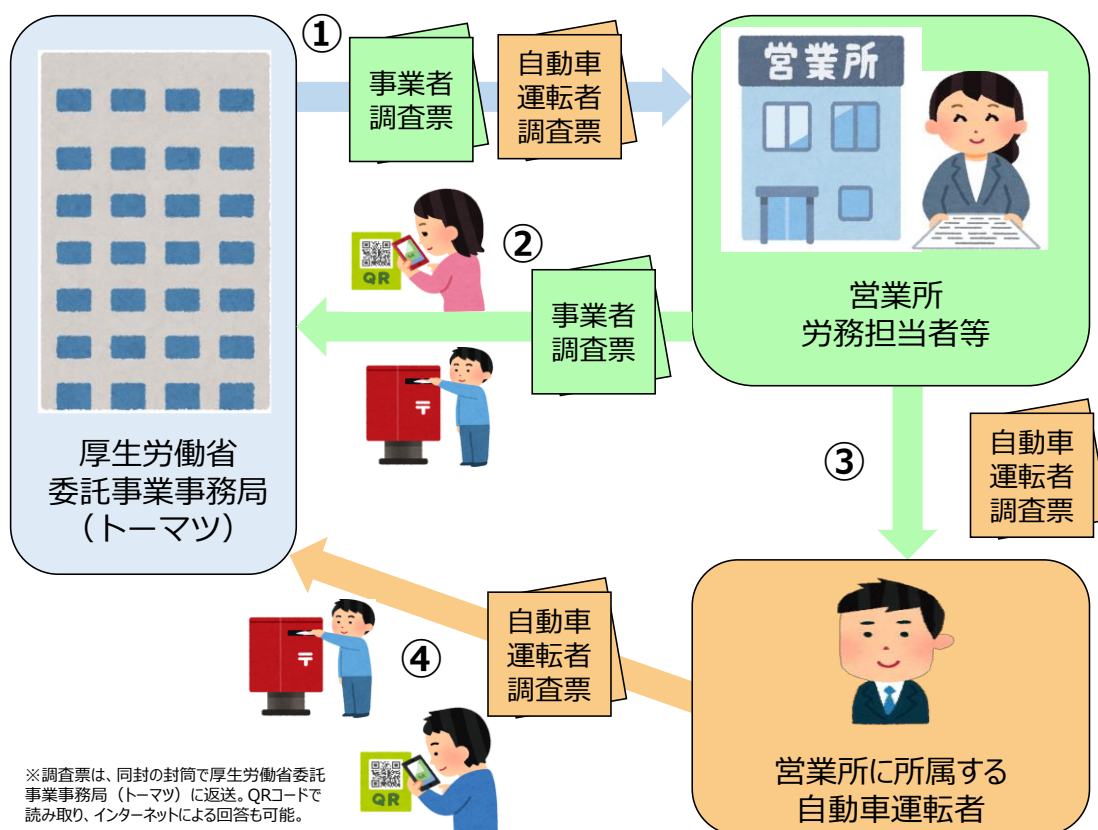 ①
事業者
調査票
自動車
運転者
調査票
営業所
営業所
労務担当者等
QR
②
事業者
調査票
〒
厚生労働省
委託事業事務局
（トーマツ）
③
自動車
運転者
調査票
自動車
運転者
調査票
④
〒
QR
営業所に所属する
自動車運転者
※調査票は、同封の封筒で厚生労働省委託
事業事務局（トーマツ）に返送。QRコードで
読み取り、インターネットによる回答も可能。